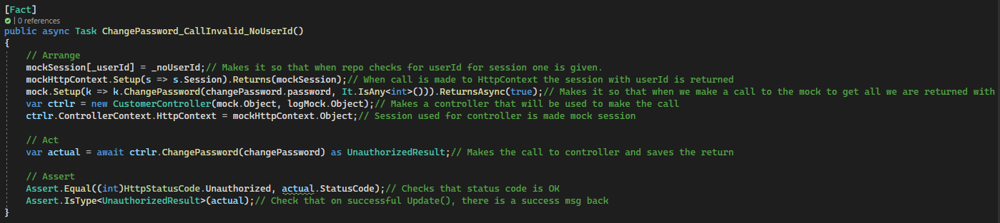 [Fact]
| 0 references
public async Task ChangePassword_CallInvalid_NoUserId()
{
// Arrange
mockSession[_userId] = _noUserId;// Makes it so that when repo checks for userId for session one is given.
mockHttpContext.Setup(s => s.Session).Returns(mockSession);// When call is made to HttpContext the session with userId is returned
mock.Setup(k => k.ChangePassword(changePassword.password, It.IsAny<int>())).ReturnsAsync(true);// Makes it so that when we make a call to the mock to get all we are returned with
var ctrlr = new CustomerController(mock.Object, logMock.Object);// Makes a controller that will be used to make the call
ctrlr.ControllerContext.HttpContext = mockHttpContext.Object;// Session used for controller is made mock session
// Act
var actual = await ctrlr.ChangePassword(changePassword) as UnauthorizedResult;// Makes the call to controller and saves the return
// Assert
Assert.Equal((int)HttpStatusCode.Unauthorized, actual.StatusCode);// Checks that status code is OK
Assert.IsType<UnauthorizedResult>(actual);// Check that on successful Update(), there is a success msg back
}